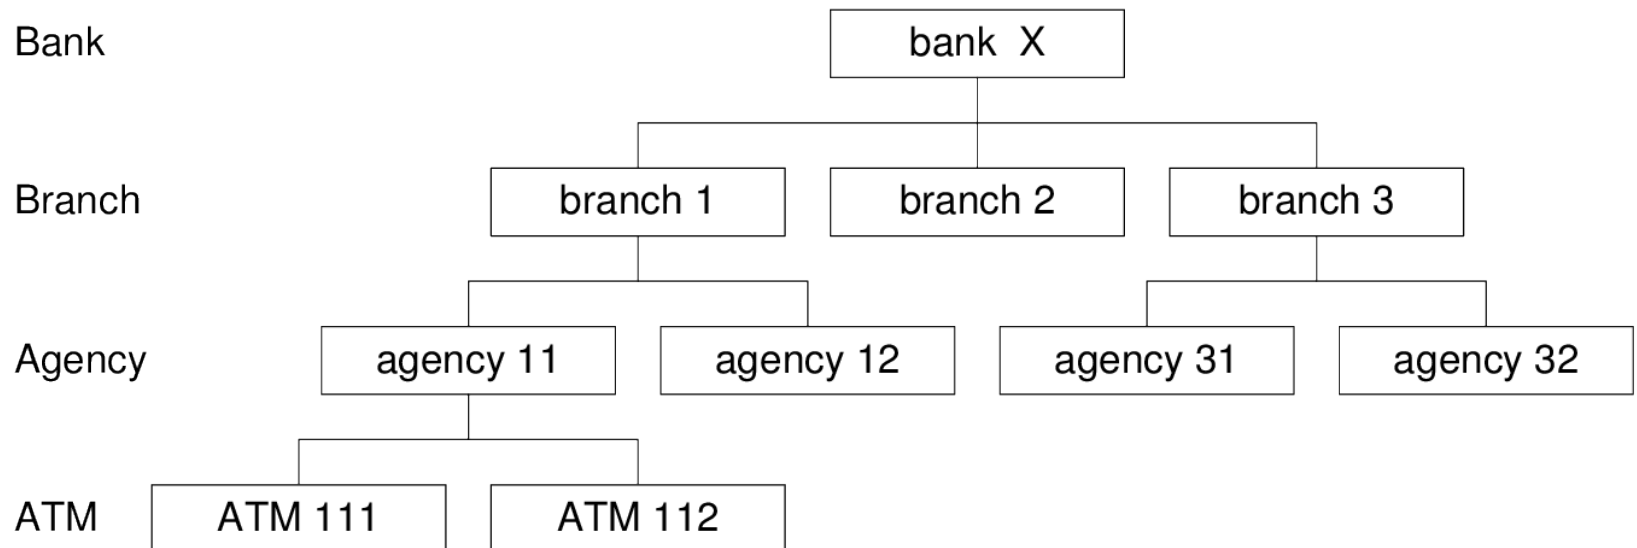 Bank
bank X
Branch
branch 1
branch 2
branch 3
Agency
agency 11
agency 12
agency 31
agency 32
ATM
ATM 111
ATM 112